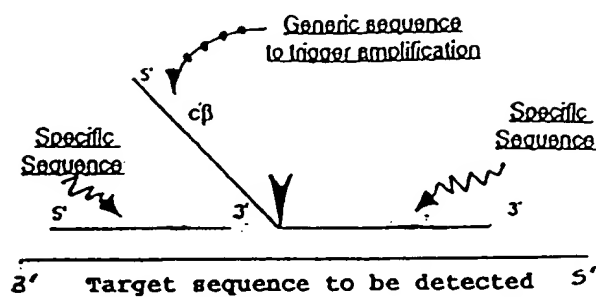 Generic sequence
to trigger amplification
5'
c'β
Specific
Sequence
Specific
Sequence
5'
3'
3'
3'
Target sequence to be detected
5'